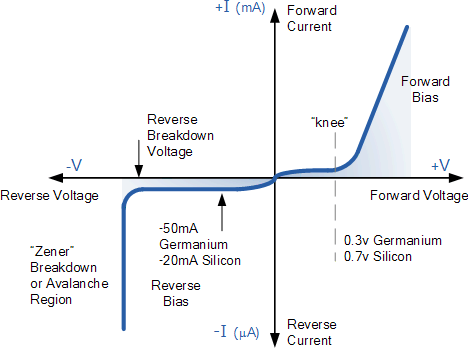 +I (mA)
Forward
Current
Forward
Bias
"knee"
Reverse
Breakdown
Voltage
-V
+V
Reverse Voltage
Forward Voltage
-50mA
Germanium
-20mA Silicon
0.3v Germanium
0.7v Silicon
"Zener"
Breakdown
or Avalanche
Region
Reverse
Bias
-I (µA)
Reverse
Current